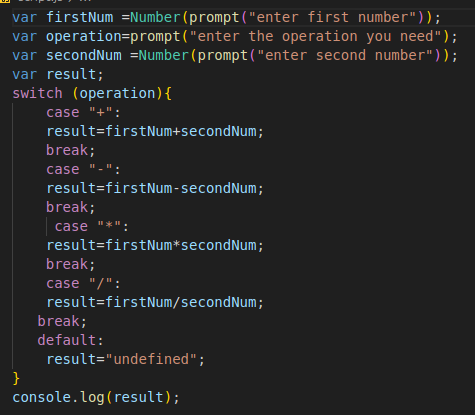 var firstNum =Number(prompt("enter first number"));
var operation=prompt("enter the operation you need");
var secondNum =Number(prompt("enter second number"));
var result;
switch (operation){
    case "+":
    result=firstNum+secondNum;
    break;
    case "-":
    result=firstNum-secondNum;
    break;
     case "*":
    result=firstNum*secondNum;
    break;
    case "/":
    result=firstNum/secondNum;
   break;
   default:
    result="undefined";
}
console.log(result);